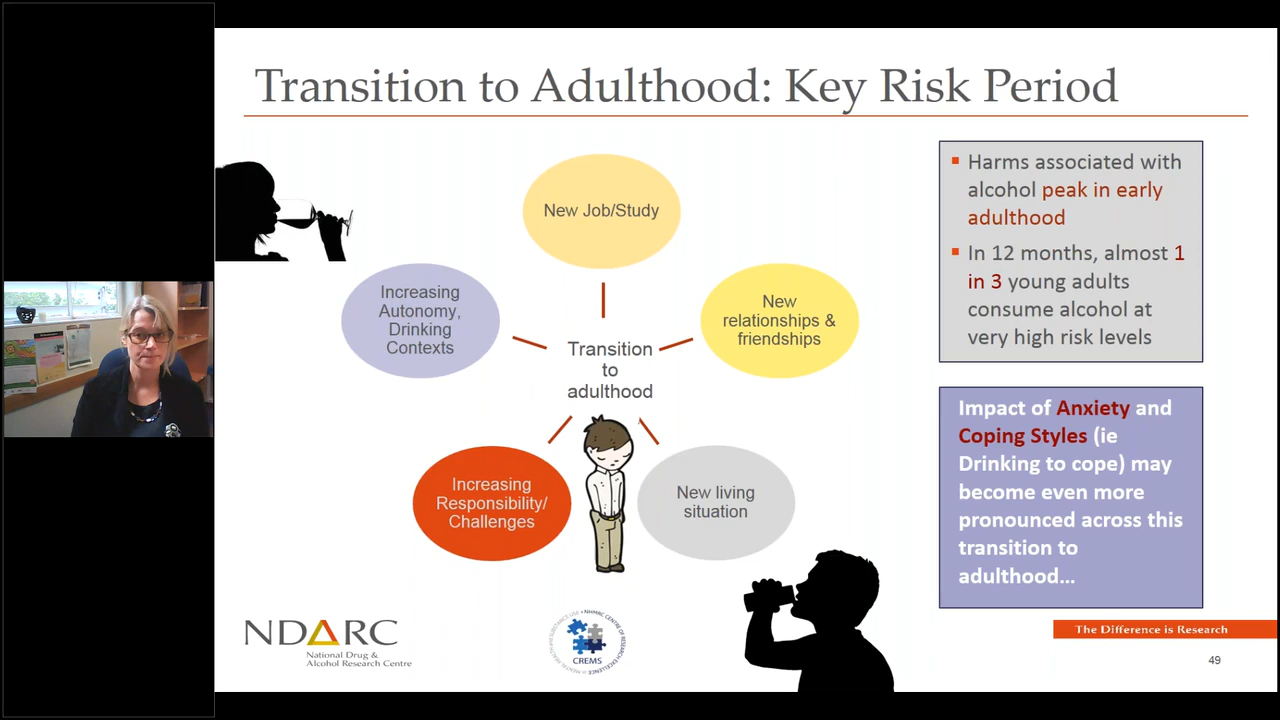 Transition to Adulthood: Key Risk Period
New Job/Study
Increasing
Autonomy,
Drinking
Contexts
New
relationships &
friendships
Transition
to
adulthood
Increasing
Responsibility/
Challenges
New living
situation
Harms associated with
alcohol peak in early
adulthood
In 12 months, almost 1
in 3 young adults
consume alcohol at
very high risk levels
Impact of Anxiety and
Coping Styles (ie
Drinking to cope) may
become even more
pronounced across this
transition to
adulthood...
NDARC
National Drug &
Alcohol Research Centre
CREMS
The Difference is Research
49